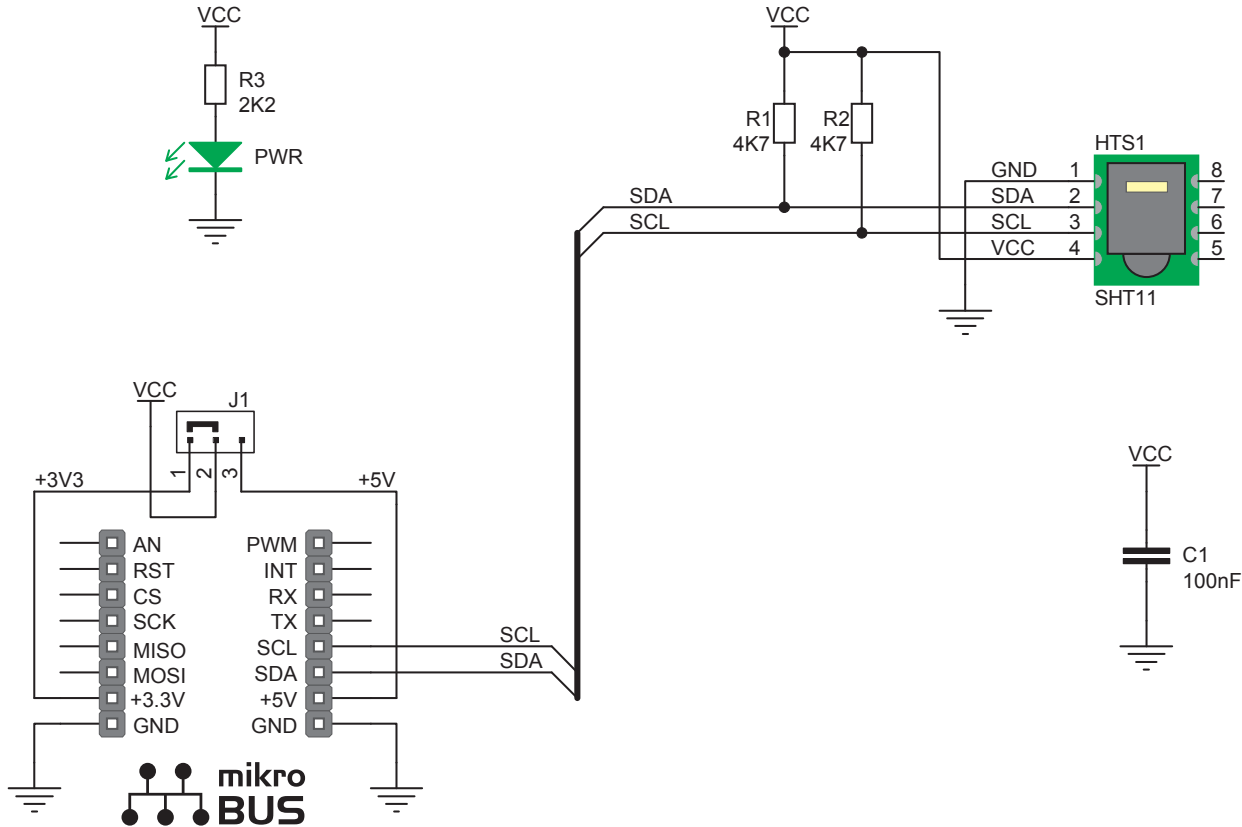 VCC
R3
2K2
PWR
VCC
R1
4K7
R2
4K7
HTS1
GND 1
SDA 2
SCL 3
VCC 4
8
7
6
5
SHT11
SDA
SCL
VCC
J1
1
2
3
+3V3
+5V
AN
RST
CS
SCK
MISO
MOSI
+3.3V
GND
PWM
INT
RX
TX
SCL
SDA
+5V
GND
SCL
SDA
VCC
C1
100nF
mikro
BUS